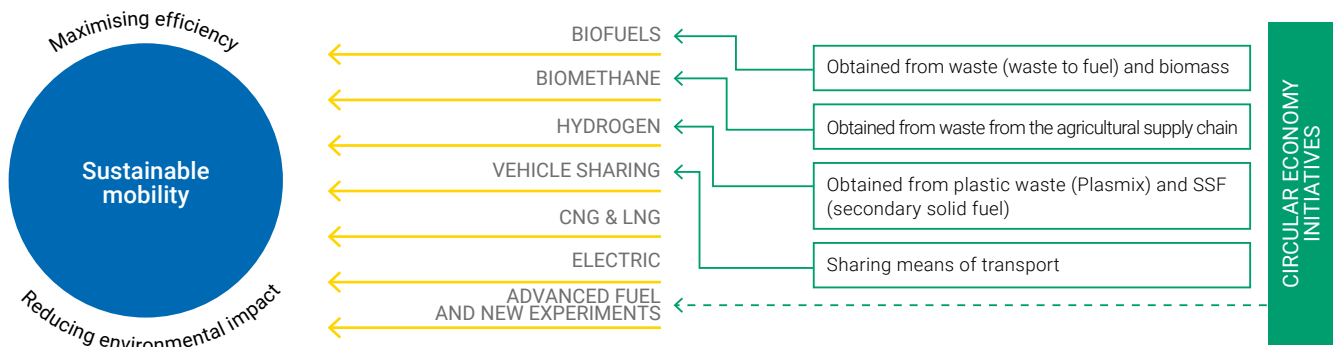 Maximising efficiency
Sustainable
mobility
Reducing environmental impact
BIOFUELS
BIOMETHANE
HYDROGEN
VEHICLE SHARING
CNG & LNG
ELECTRIC
ADVANCED FUEL
AND NEW EXPERIMENTS
Obtained from waste (waste to fuel) and biomass
Obtained from waste from the agricultural supply chain
Obtained from plastic waste (Plasmix) and SSF
(secondary solid fuel)
Sharing means of transport
CIRCULAR ECONOMY
INITIATIVES